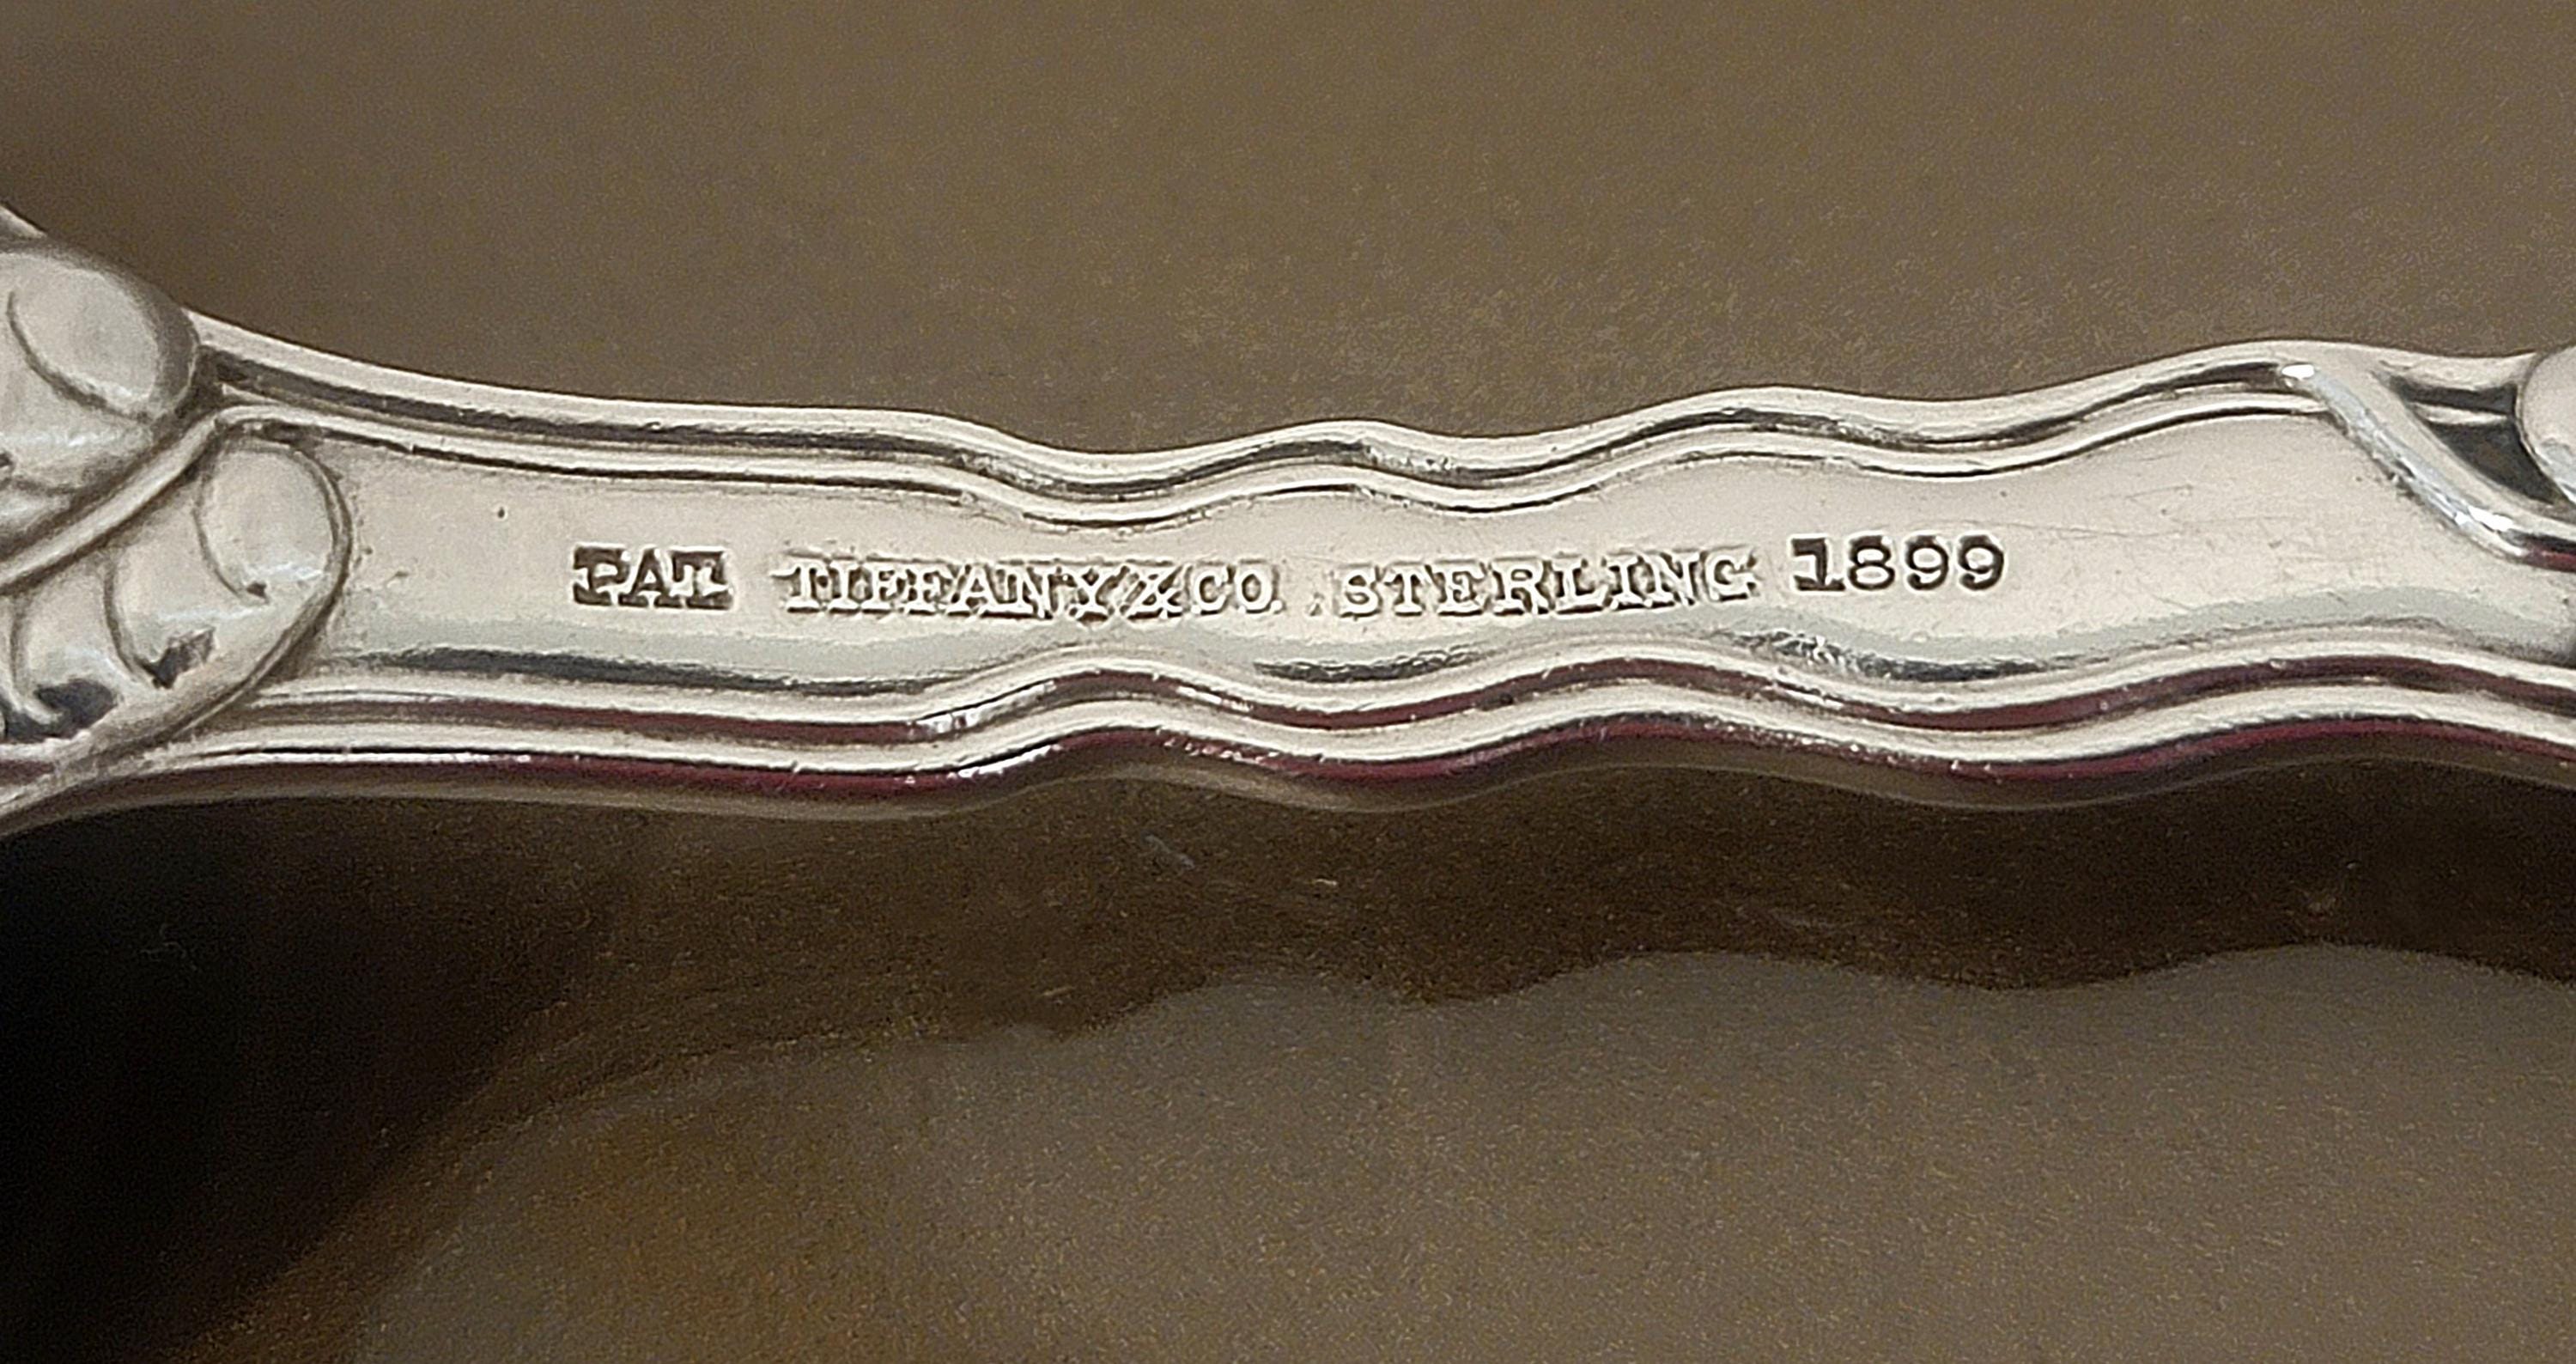 PAT TIFFANY & CO. STERLING 1899